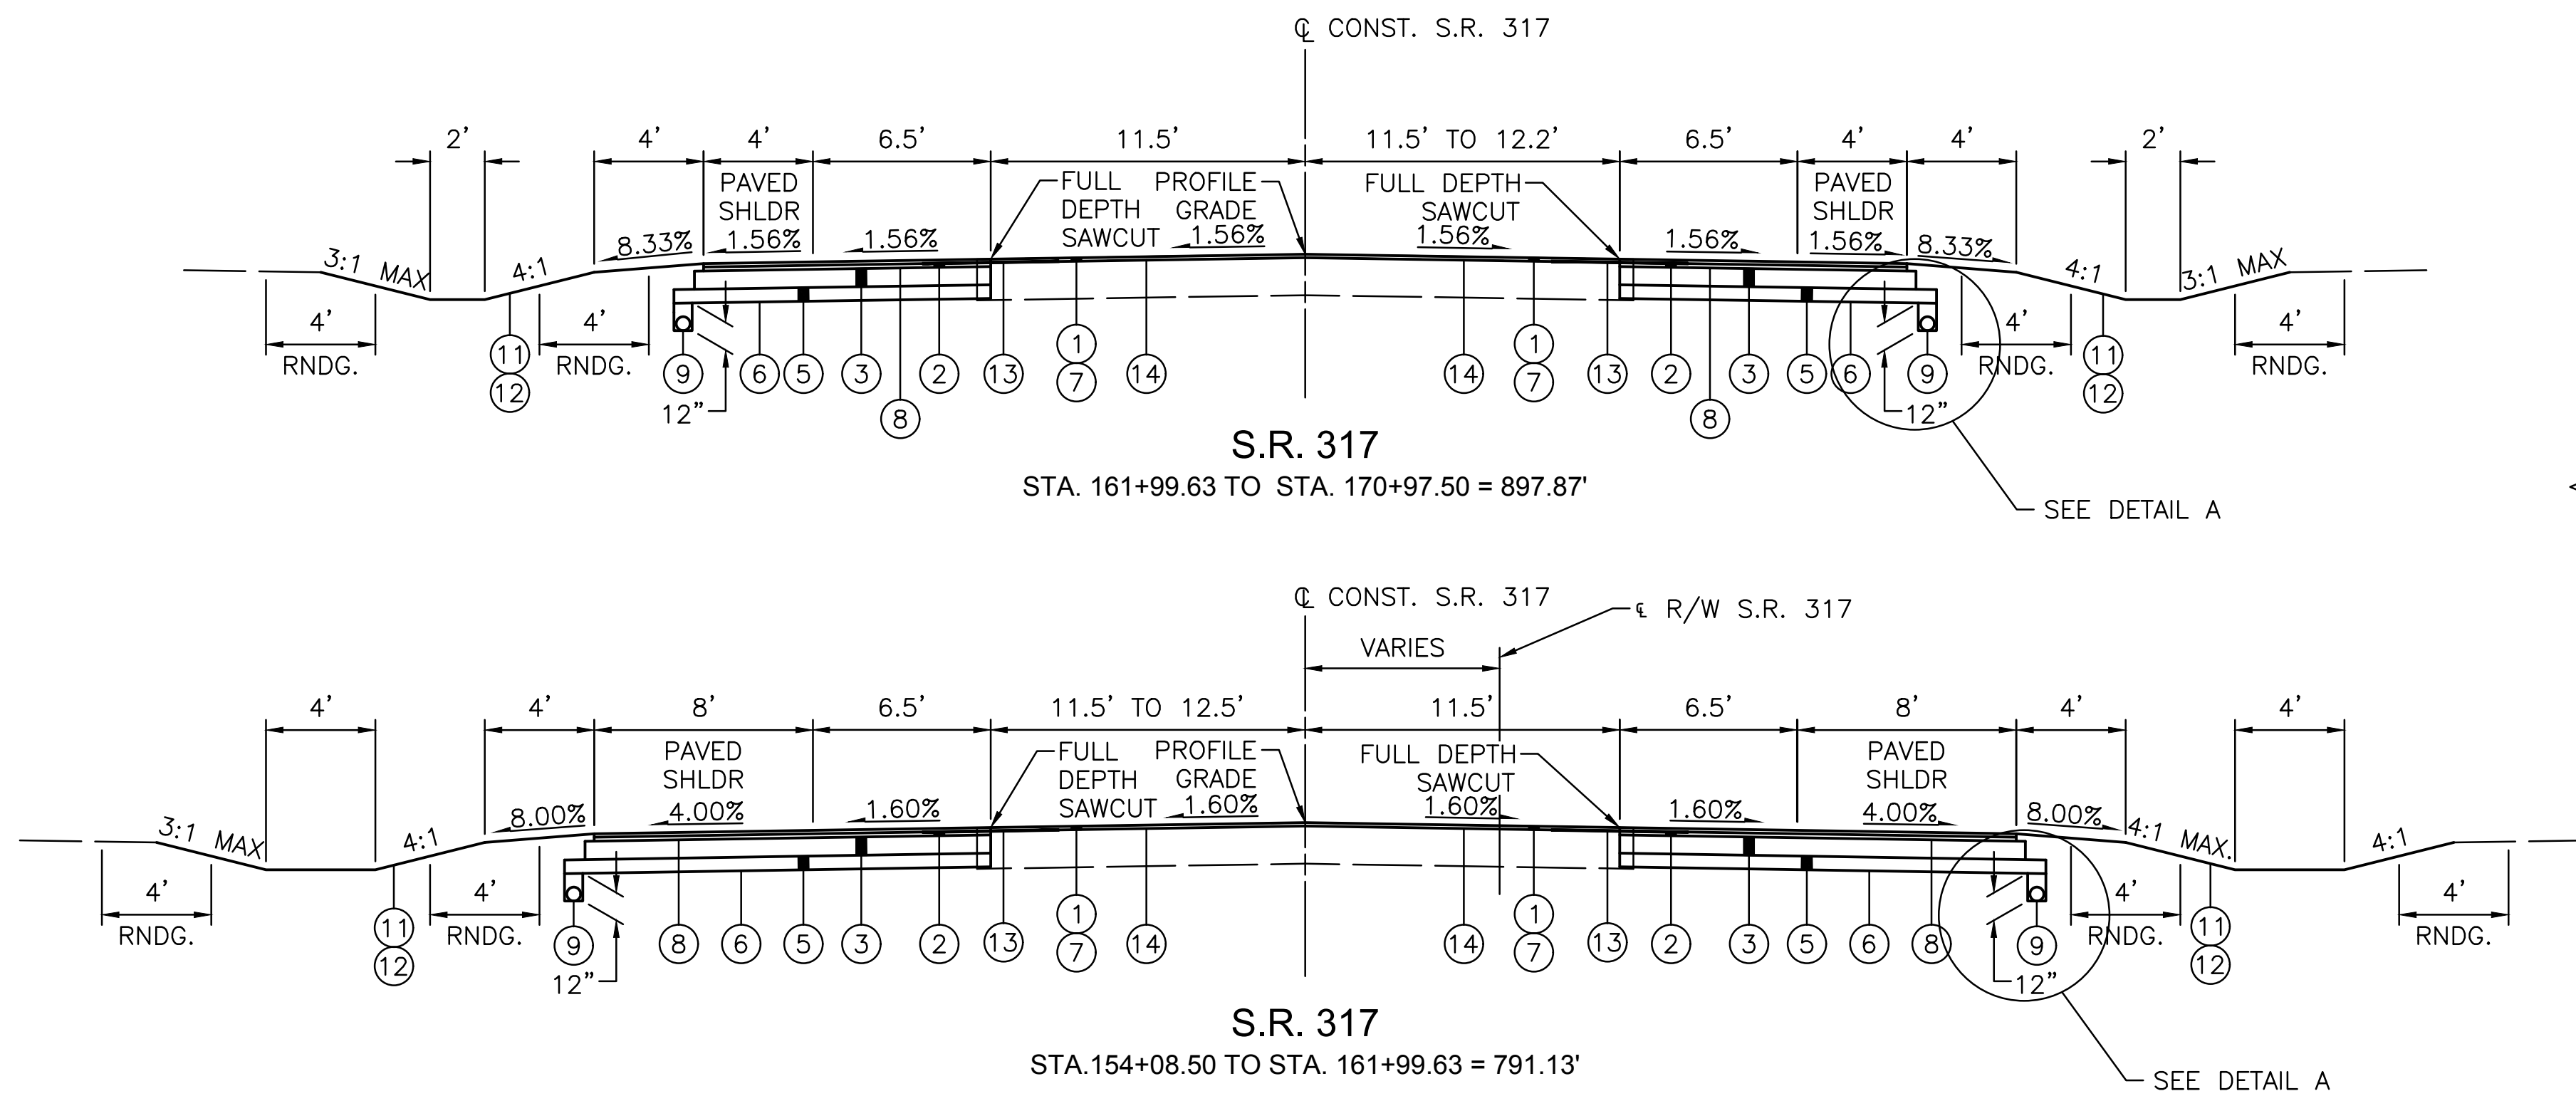 ℄ CONST. S.R. 317
2' 4' 4' 6.5' 11.5' 11.5' TO 12.2' 6.5' 4' 4' 2'
PAVED SHLDR
FULL DEPTH SAWCUT
PROFILE GRADE
FULL DEPTH SAWCUT
PAVED SHLDR
3:1 MAX 4:1 8.33% 1.56% 1.56% 1.56% 1.56% 1.56% 1.56% 8.33% 4:1 3:1 MAX
4' RNDG.
4' RNDG.
4' RNDG.
4' RNDG.
11 12 9 6 5 3 8 2 13 1 7 14 14 1 7 13 2 8 3 5 6 9 11 12
12" 12"
S.R. 317
STA. 161+99.63 TO STA. 170+97.50 = 897.87'
SEE DETAIL A
℄ CONST. S.R. 317
℄ R/W S.R. 317
VARIES
4' 4' 8' 6.5' 11.5' TO 12.5' 11.5' 6.5' 8' 4' 4'
PAVED SHLDR
FULL DEPTH SAWCUT
PROFILE GRADE
FULL DEPTH SAWCUT
PAVED SHLDR
3:1 MAX 4:1 8.00% 4.00% 1.60% 1.60% 1.60% 1.60% 4.00% 8.00% 4:1 MAX. 4:1
4' RNDG.
4' RNDG.
4' RNDG.
4' RNDG.
11 12 9 8 6 5 3 2 13 1 7 14 14 1 7 13 2 3 5 6 8 9 11 12
12" 12"
S.R. 317
STA.154+08.50 TO STA. 161+99.63 = 791.13'
SEE DETAIL A